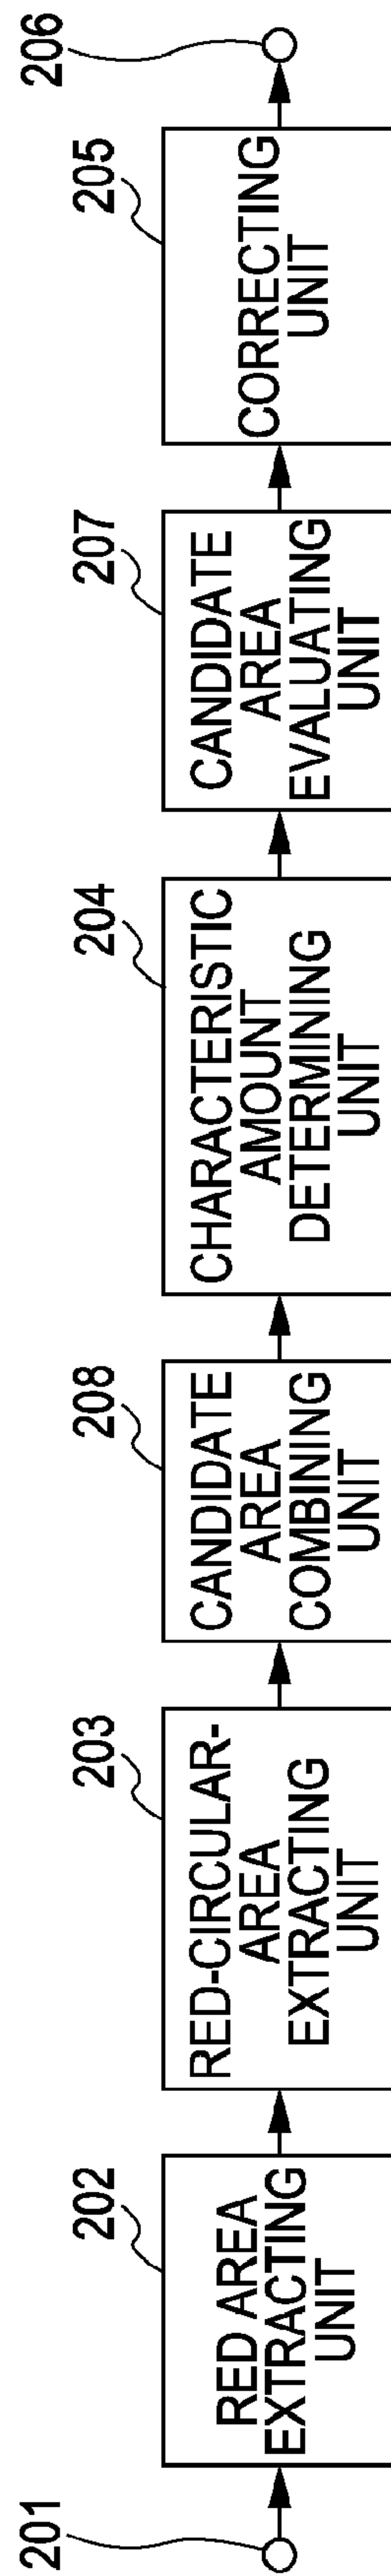 201
202
RED AREA
EXTRACTING
UNIT
203
RED-CIRCULAR-
AREA
EXTRACTING
UNIT
208
CANDIDATE
AREA
COMBINING
UNIT
204
CHARACTERISTIC
AMOUNT
DETERMINING
UNIT
207
CANDIDATE
AREA
EVALUATING
UNIT
205
CORRECTING
UNIT
206